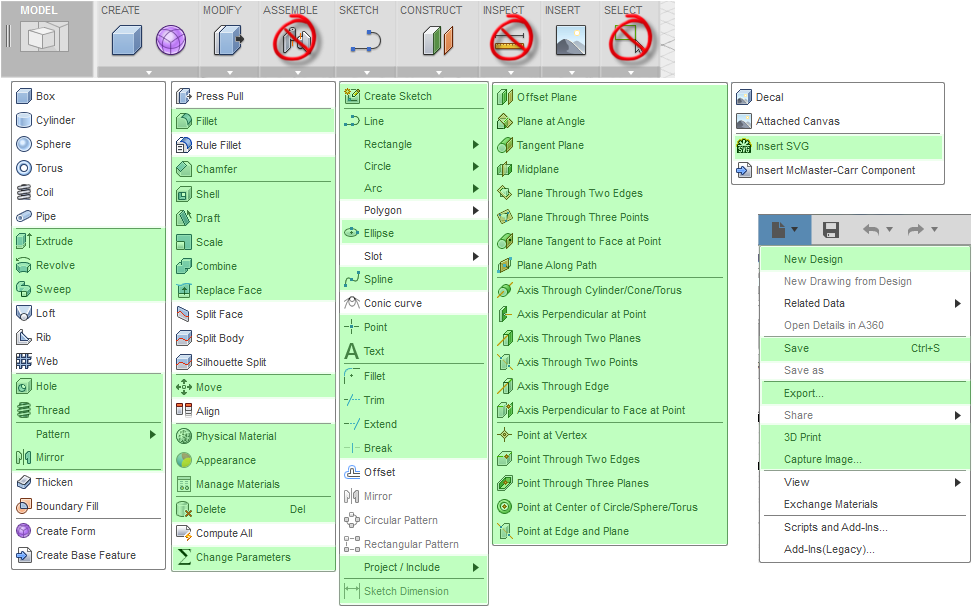 MODEL
CREATE
MODIFY
ASSEMBLE
SKETCH
CONSTRUCT
INSPECT
INSERT
SELECT
Box
Cylinder
Sphere
Torus
Coil
Pipe
Extrude
Revolve
Sweep
Loft
Rib
Web
Hole
Thread
Pattern
Mirror
Thicken
Boundary Fill
Create Form
Create Base Feature
Press Pull
Fillet
Rule Fillet
Chamfer
Shell
Draft
Scale
Combine
Replace Face
Split Face
Split Body
Silhouette Split
Move
Align
Physical Material
Appearance
Manage Materials
Delete Del
Compute All
Change Parameters
Create Sketch
Line
Rectangle
Circle
Arc
Polygon
Ellipse
Slot
Spline
Conic curve
Point
A Text
Fillet
Trim
Extend
Break
Offset
Mirror
Circular Pattern
Rectangular Pattern
Project / Include
Sketch Dimension
Offset Plane
Plane at Angle
Tangent Plane
Midplane
Plane Through Two Edges
Plane Through Three Points
Plane Tangent to Face at Point
Plane Along Path
Axis Through Cylinder/Cone/Torus
Axis Perpendicular at Point
Axis Through Two Planes
Axis Through Two Points
Axis Through Edge
Axis Perpendicular to Face at Point
Point at Vertex
Point Through Two Edges
Point Through Three Planes
Point at Center of Circle/Sphere/Torus
Point at Edge and Plane
Decal
Attached Canvas
SVG Insert SVG
Insert McMaster-Carr Component
New Design
New Drawing from Design
Related Data
Open Details in A360
Save Ctrl+S
Save as
Export...
Share
3D Print
Capture Image...
View
Exchange Materials
Scripts and Add-Ins...
Add-Ins(Legacy)...